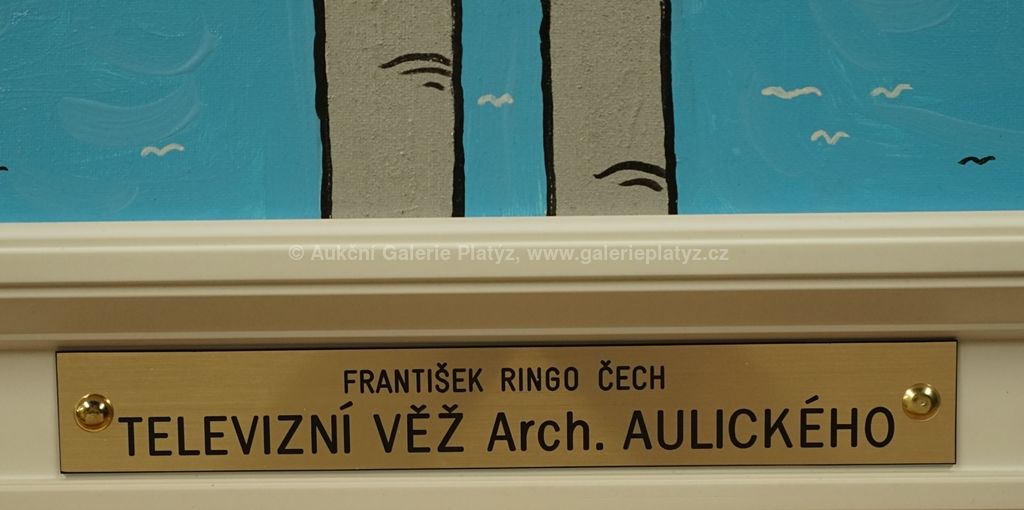 © Aukční Galerie Platýz, www.galerieplatyz.cz
FRANTIŠEK RINGO ČECH
TELEVIZNÍ VĚŽ Arch. AULICKÉHO